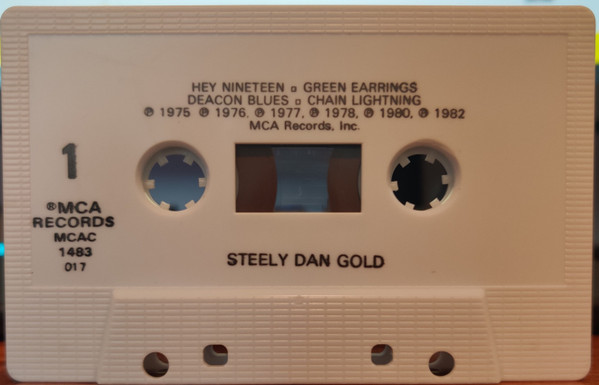 HEY NINETEEN ▫ GREEN EARRINGS
DEACON BLUES ▫ CHAIN LIGHTNING
℗ 1975 ℗ 1976, ℗ 1977, ℗ 1978, ℗ 1980, ℗ 1982
MCA Records, Inc.
1
®MCA
RECORDS
MCAC
1483
017
STEELY DAN GOLD